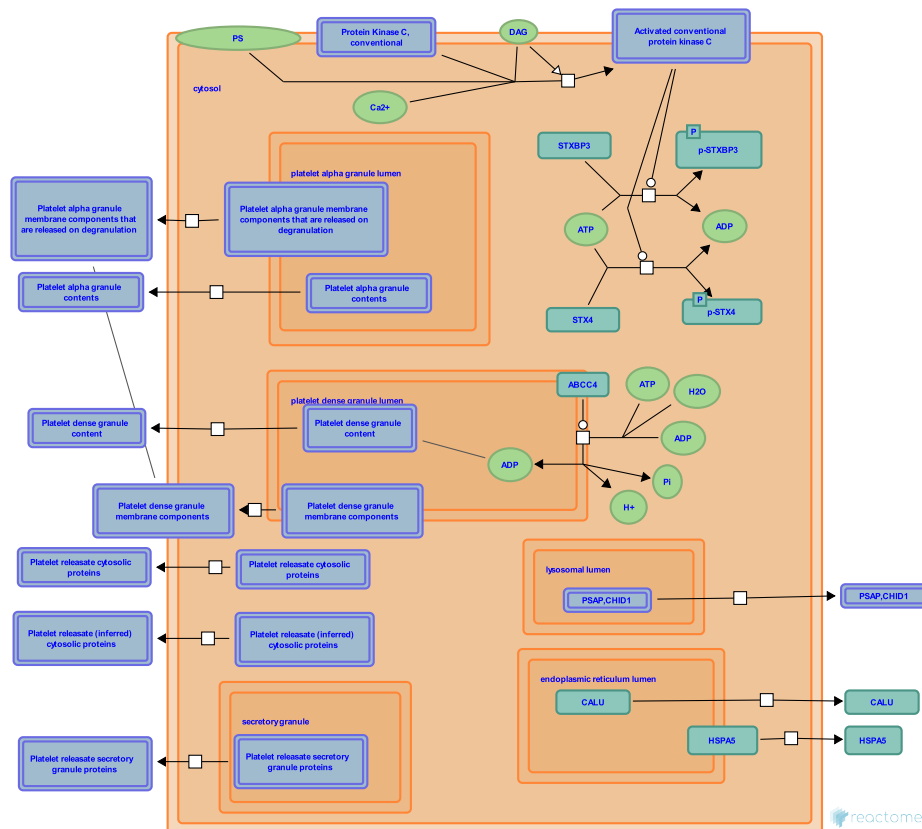 PS
Protein Kinase C,
conventional
DAG
Activated conventional
protein kinase C
cytosol
Ca2+
STXBP3
P
p-STXBP3
platelet alpha granule lumen
Platelet alpha granule
membrane components that
are released on degranulation
Platelet alpha granule membrane
components that are released on
degranulation
ATP
ADP
Platelet alpha granule
contents
Platelet alpha granule
contents
STX4
P
p-STX4
ABCC4
ATP
H2O
platelet dense granule lumen
Platelet dense granule
content
Platelet dense granule
content
ADP
ADP
Pi
H+
Platelet dense granule
membrane components
Platelet dense granule
membrane components
Platelet releasate cytosolic
proteins
Platelet releasate cytosolic
proteins
lysosomal lumen
PSAP,CHID1
PSAP,CHID1
Platelet releasate (inferred)
cytosolic proteins
Platelet releasate (inferred)
cytosolic proteins
endoplasmic reticulum lumen
CALU
CALU
secretory granule
HSPA5
HSPA5
Platelet releasate secretory
granule proteins
Platelet releasate secretory
granule proteins
reactome